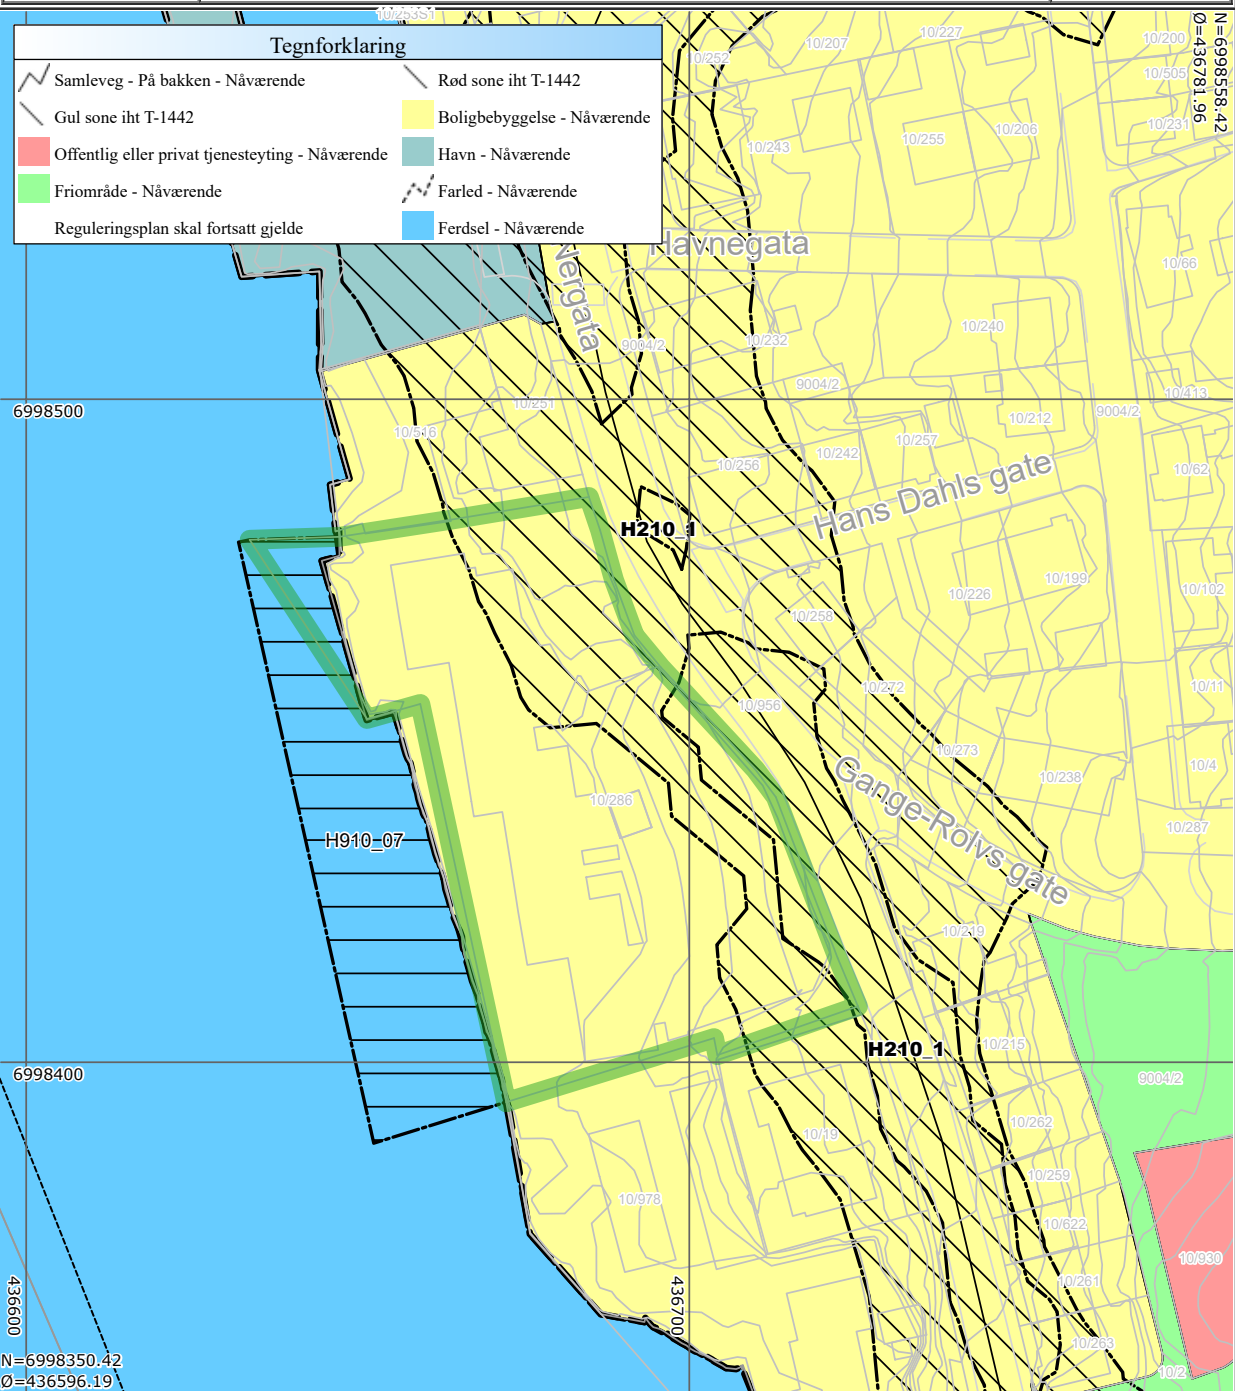 10/253S1
Tegnforklaring
Samleveg - På bakken - Nåværende
Rød sone iht T-1442
Gul sone iht T-1442
Boligbebyggelse - Nåværende
Offentlig eller privat tjenesteyting - Nåværende
Havn - Nåværende
Friområde - Nåværende
Farled - Nåværende
Reguleringsplan skal fortsatt gjelde
Ferdsel - Nåværende
N=6998558.42
Ø=436781.96
10/252
10/207
10/227
10/200
10/505
10/231
10/243
10/255
10/206
Havnegata
Nergata
10/66
9004/2
10/232
10/240
9004/2
10/413
6998500
10/251
9004/2
10/516
10/212
10/257
10/242
10/256
10/62
Hans Dahls gate
H210_1
10/199
10/226
10/102
10/258
10/272
10/11
10/956
10/273
10/4
10/238
Gange-Rolvs gate
10/286
10/287
H910_07
10/219
10/215
H210_1
6998400
9004/2
10/262
10/19
10/259
10/978
10/622
10/930
10/261
436600
436700
10/263
10/2
N=6998350.42
Ø=436596.19